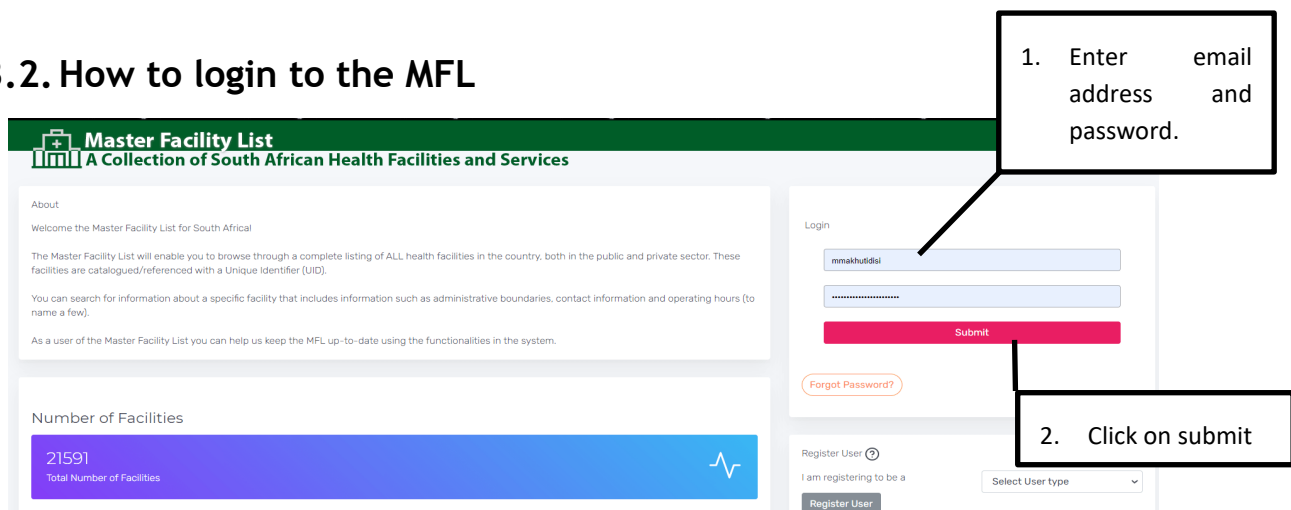 .2. How to login to the MFL
1. Enter email
address and
password.
Master Facility List
A Collection of South African Health Facilities and Services
About
Welcome the Master Facility List for South Africa!
The Master Facility List will enable you to browse through a complete listing of ALL health facilities in the country, both in the public and private sector. These
facilities are catalogued/referenced with a Unique Identifier (UID).
You can search for information about a specific facility that includes information such as administrative boundaries, contact information and operating hours (to
name a few).
As a user of the Master Facility List you can help us keep the MFL up-to-date using the functionalities in the system.
Login
mmakhutidisi
Submit
Forgot Password?
2. Click on submit
Number of Facilities
21591
Total Number of Facilities
Register User
I am registering to be a
Select User type
Register User